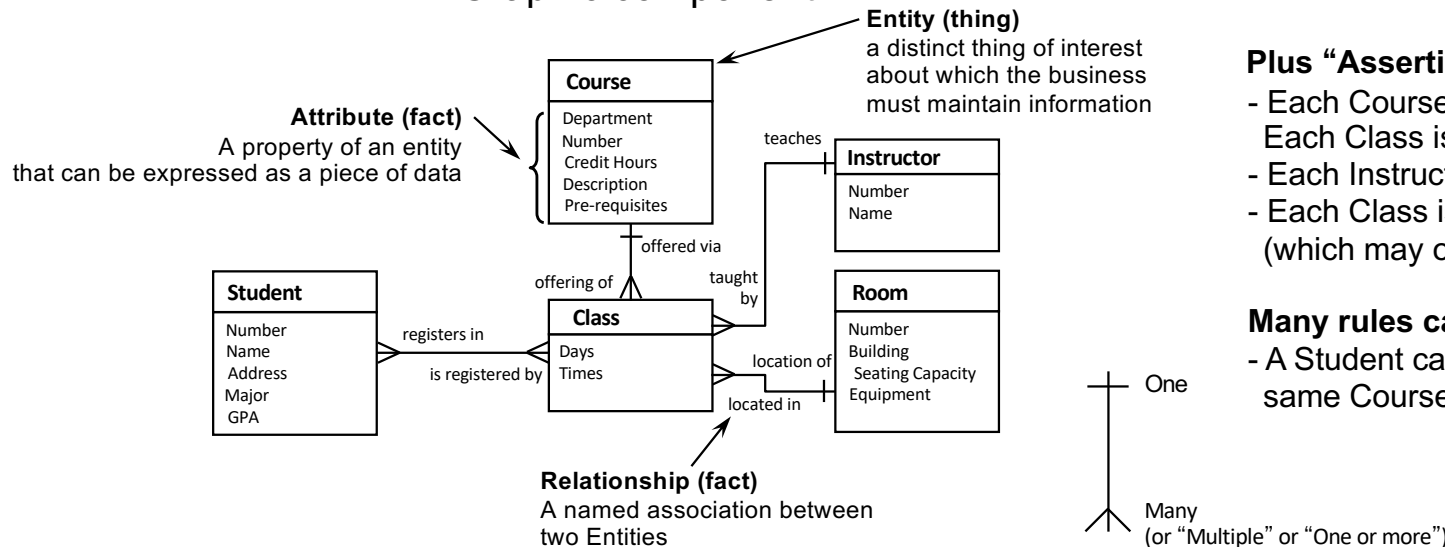 Entity (thing)
a distinct thing of interest
about which the business
must maintain information
Attribute (fact)
A property of an entity
that can be expressed as a piece of data
Course
Department
Number
Credit Hours
Description
Pre-requisites
offered via
offering of
teaches
Instructor
Number
Name
taught
by
Student
Number
Name
Address
Major
GPA
registers in
is registered by
Class
Days
Times
location of
located in
Room
Number
Building
Seating Capacity
Equipment
Relationship (fact)
A named association between
two Entities
One
Many
(or “Multiple” or “One or more”)
Plus
- Each Course
Each Class
- Each
- Each Class
(which may
Many rules
- A Student
same Course